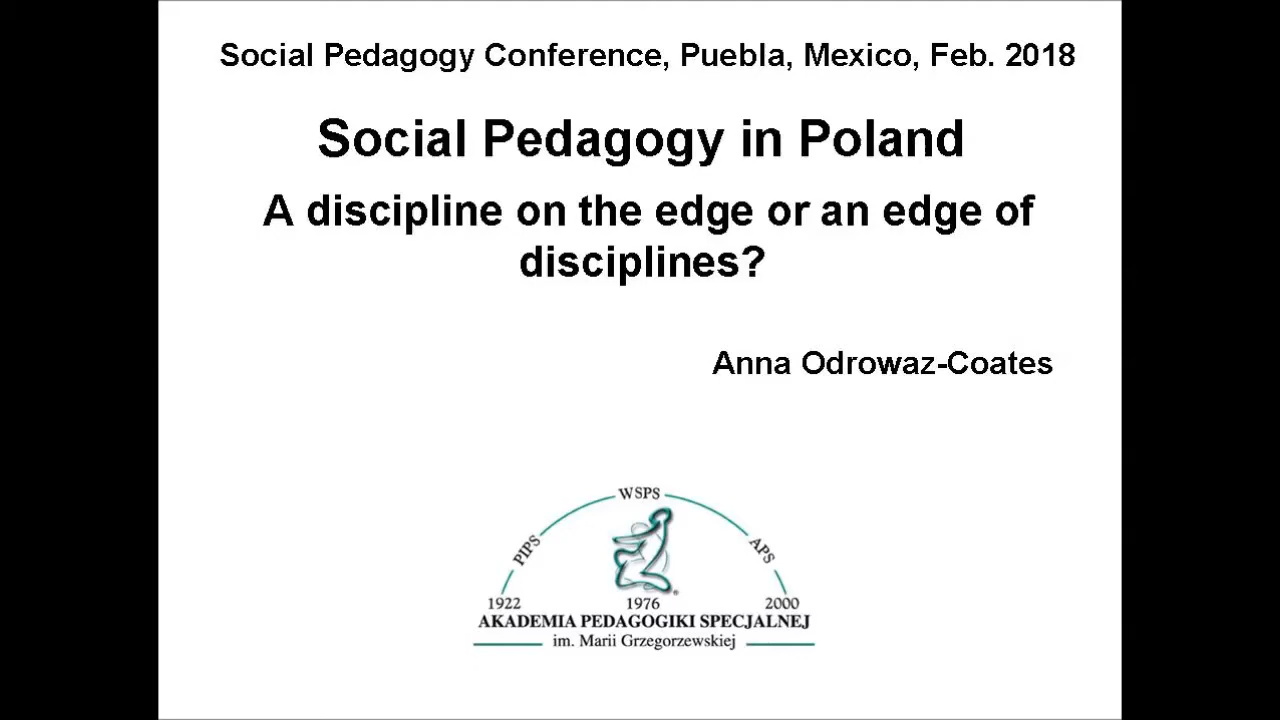 Social Pedagogy Conference, Puebla, Mexico, Feb. 2018
Social Pedagogy in Poland
A discipline on the edge or an edge of
disciplines?
Anna Odrowaz-Coates
WSPS
PIPS
APS
1922 1976 2000
AKADEMIA PEDAGOGIKI SPECJALNEJ
im. Marii Grzegorzewskiej